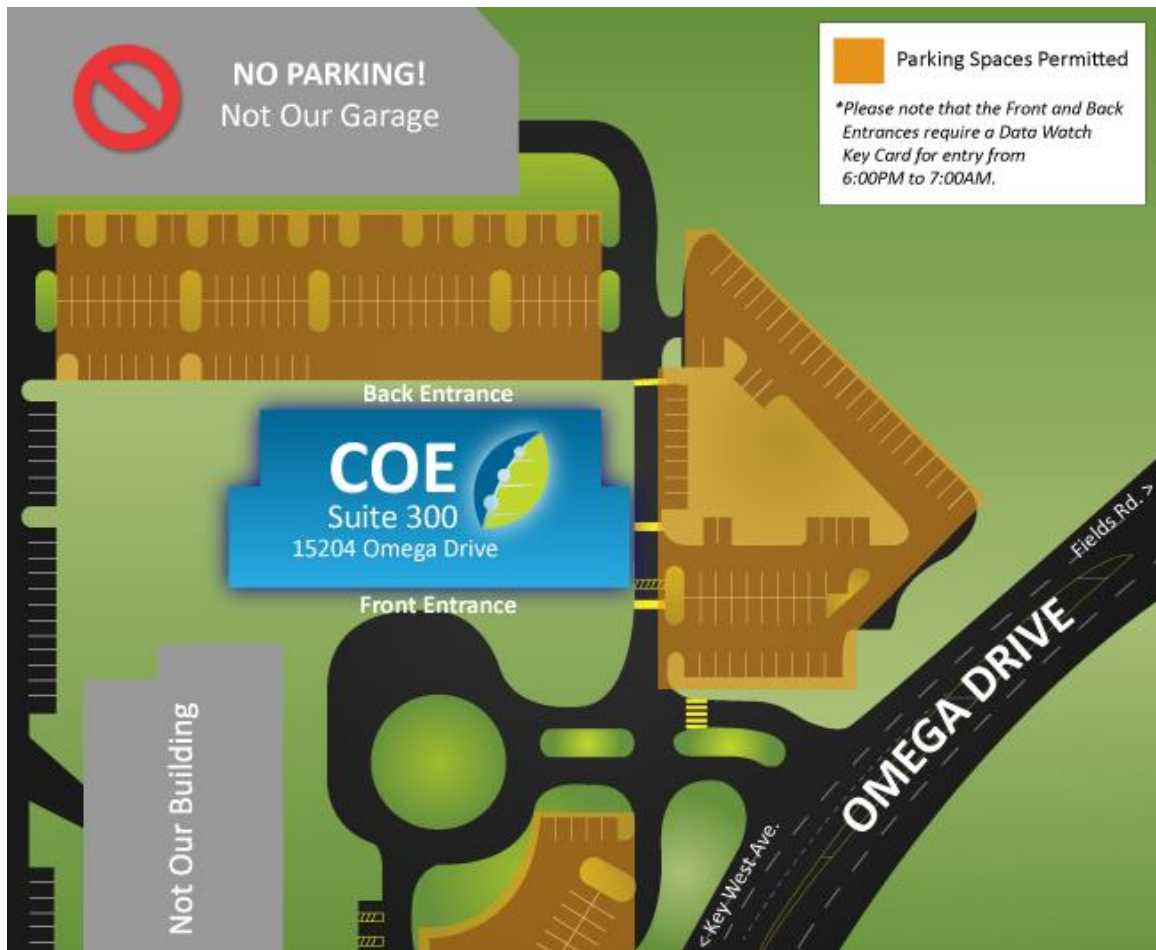 NO PARKING!
Not Our Garage
Parking Spaces Permitted
*Please note that the Front and Back
Entrances require a Data Watch
Key Card for entry from
6:00PM to 7:00AM.
Back Entrance
COE
Suite 300
15204 Omega Drive
Front Entrance
Fields Rd. >
OMEGA DRIVE
<Key West Ave.
Not Our Building